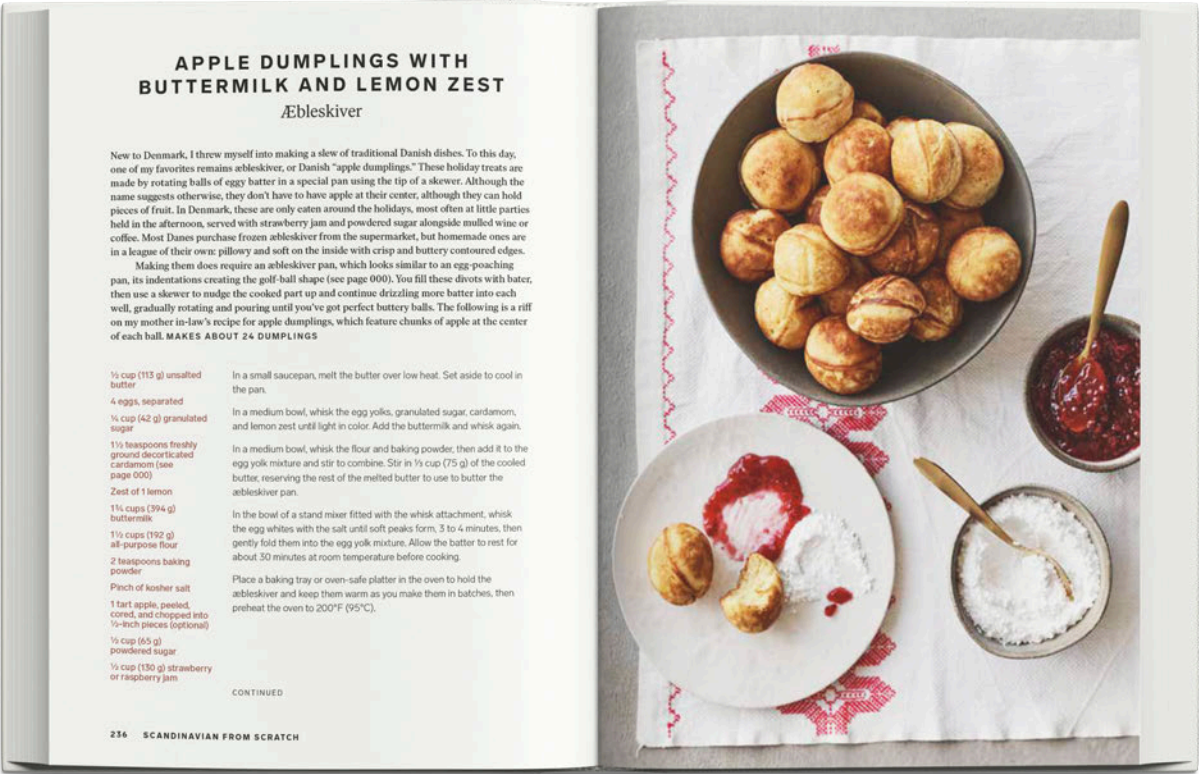 APPLE DUMPLINGS WITH
BUTTERMILK AND LEMON ZEST
Æbleskiver
New to Denmark, I threw myself into making a slew of traditional Danish dishes. To this day,
one of my favorites remains æbleskiver, or Danish “apple dumplings.” These holiday treats are
made by rotating balls of eggy batter in a special pan using the tip of a skewer. Although the
name suggests otherwise, they don’t have to have apple at their center, although they can hold
pieces of fruit. In Denmark, these are only eaten around the holidays, most often at little parties
held in the afternoon, served with strawberry jam and powdered sugar alongside mulled wine or
coffee. Most Danes purchase frozen æbleskiver from the supermarket, but homemade ones are
in a league of their own: pillowy and soft on the inside with crisp and buttery contoured edges.
Making them does require an æbleskiver pan, which looks similar to an egg-poaching
pan, its indentations creating the golf-ball shape (see page 000). You fill these divots with bater,
then use a skewer to nudge the cooked part up and continue drizzling more batter into each
well, gradually rotating and pouring until you’ve got perfect buttery balls. The following is a riff
on my mother in-law’s recipe for apple dumplings, which feature chunks of apple at the center
of each ball. MAKES ABOUT 24 DUMPLINGS
½ cup (113 g) unsalted
butter
4 eggs, separated
¼ cup (42 g) granulated
sugar
1½ teaspoons freshly
ground decorticated
cardamom (see
page 000)
Zest of 1 lemon
1¾ cups (394 g)
buttermilk
1½ cups (192 g)
all-purpose flour
2 teaspoons baking
powder
Pinch of kosher salt
1 tart apple, peeled,
cored, and chopped into
½-inch pieces (optional)
½ cup (65 g)
powdered sugar
½ cup (130 g) strawberry
or raspberry jam
In a small saucepan, melt the butter over low heat. Set aside to cool in
the pan.
In a medium bowl, whisk the egg yolks, granulated sugar, cardamom,
and lemon zest until light in color. Add the buttermilk and whisk again.
In a medium bowl, whisk the flour and baking powder, then add it to the
egg yolk mixture and stir to combine. Stir in ⅓ cup (75 g) of the cooled
butter, reserving the rest of the melted butter to use to butter the
æbleskiver pan.
In the bowl of a stand mixer fitted with the whisk attachment, whisk
the egg whites with the salt until soft peaks form, 3 to 4 minutes, then
gently fold them into the egg yolk mixture. Allow the batter to rest for
about 30 minutes at room temperature before cooking.
Place a baking tray or oven-safe platter in the oven to hold the
æbleskiver and keep them warm as you make them in batches, then
preheat the oven to 200°F (95°C).
CONTINUED
236 SCANDINAVIAN FROM SCRATCH